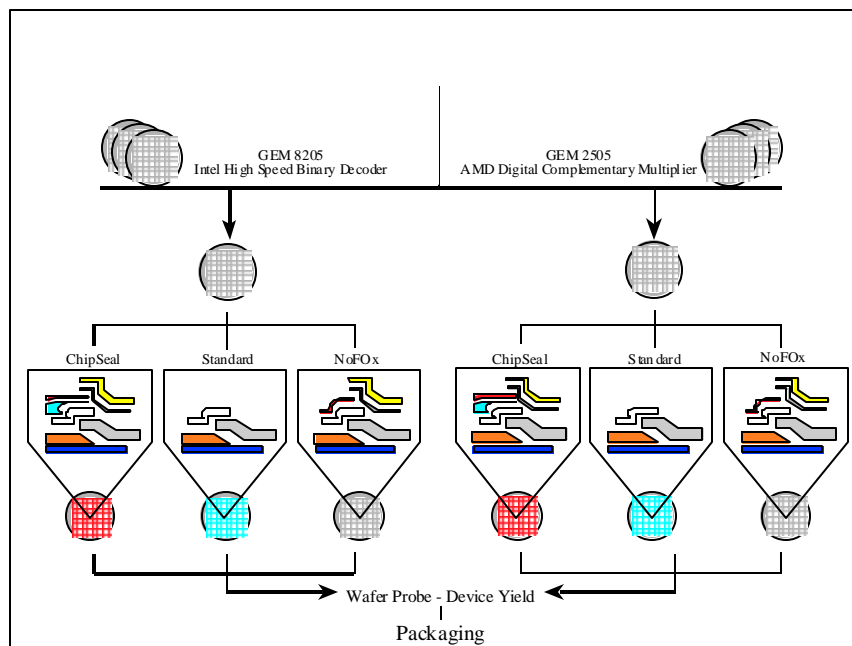 GEM 8205
Intel High Speed Binary Decoder
GEM 2505
AMD Digital Complementary Multiplier
ChipSeal
Standard
NoFOx
ChipSeal
Standard
NoFOx
Wafer Probe - Device Yield
Packaging